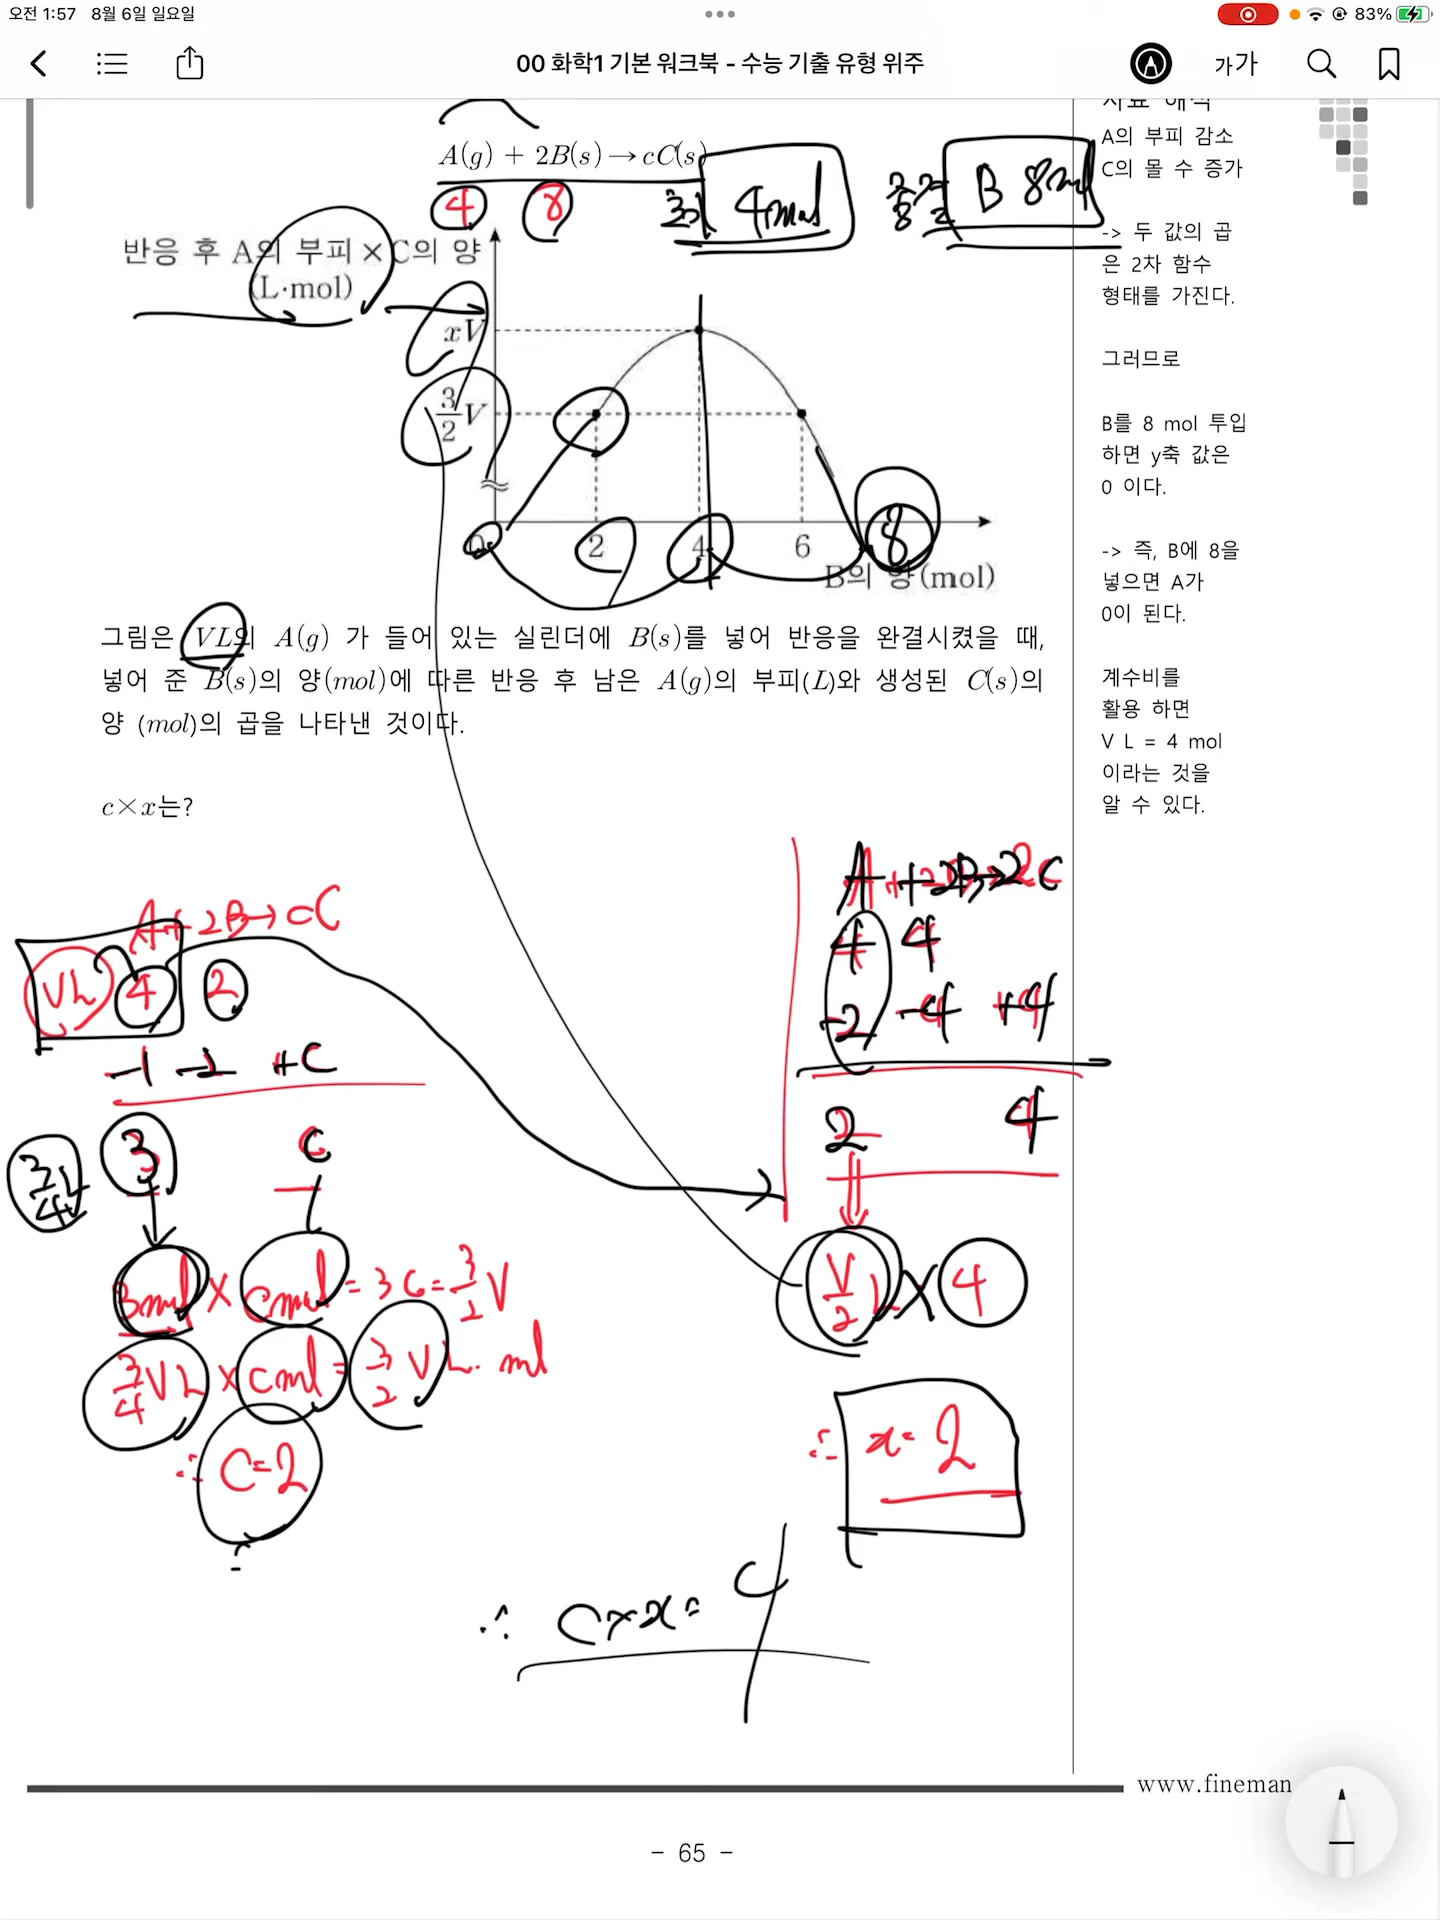 오전 1:57 8월 6일 일요일
83%
00 화학1 기본 워크북 - 수능 기출 유형 위주
가가
자료 해석
A의 부피 감소
C의 몰 수 증가
-> 두 값의 곱
은 2차 함수
형태를 가진다.
그러므로
B를 8 mol 투입
하면 y축 값은
0 이다.
-> 즉, B에 8을
넣으면 A가
0이 된다.
계수비를
활용 하면
V L = 4 mol
이라는 것을
알 수 있다.
A(g) + 2B(s) → cC(s)
4 8
4mol
B 8mol
반응 후 A의 부피×C의 양
(L·mol)
xV
3/2 V
0 2 4 6 8
B의 양(mol)
그림은 VL의 A(g) 가 들어 있는 실린더에 B(s)를 넣어 반응을 완결시켰을 때,
넣어 준 B(s)의 양(mol)에 따른 반응 후 남은 A(g)의 부피(L)와 생성된 C(s)의
양 (mol)의 곱을 나타낸 것이다.
c×x는?
A+2B→cC
VL 4 2
-1 -2 +C
3 C
3/4 V
3mol × cmol = 3C = 3/2 V
3/4 VL × cmol = 3/2 VL·mol
∴ C=2
A+2B→2C
4 4
-2 -4 +4
2 4
V/2 L × 4
∴ x=2
∴ C×x= 4
www.fineman
- 65 -